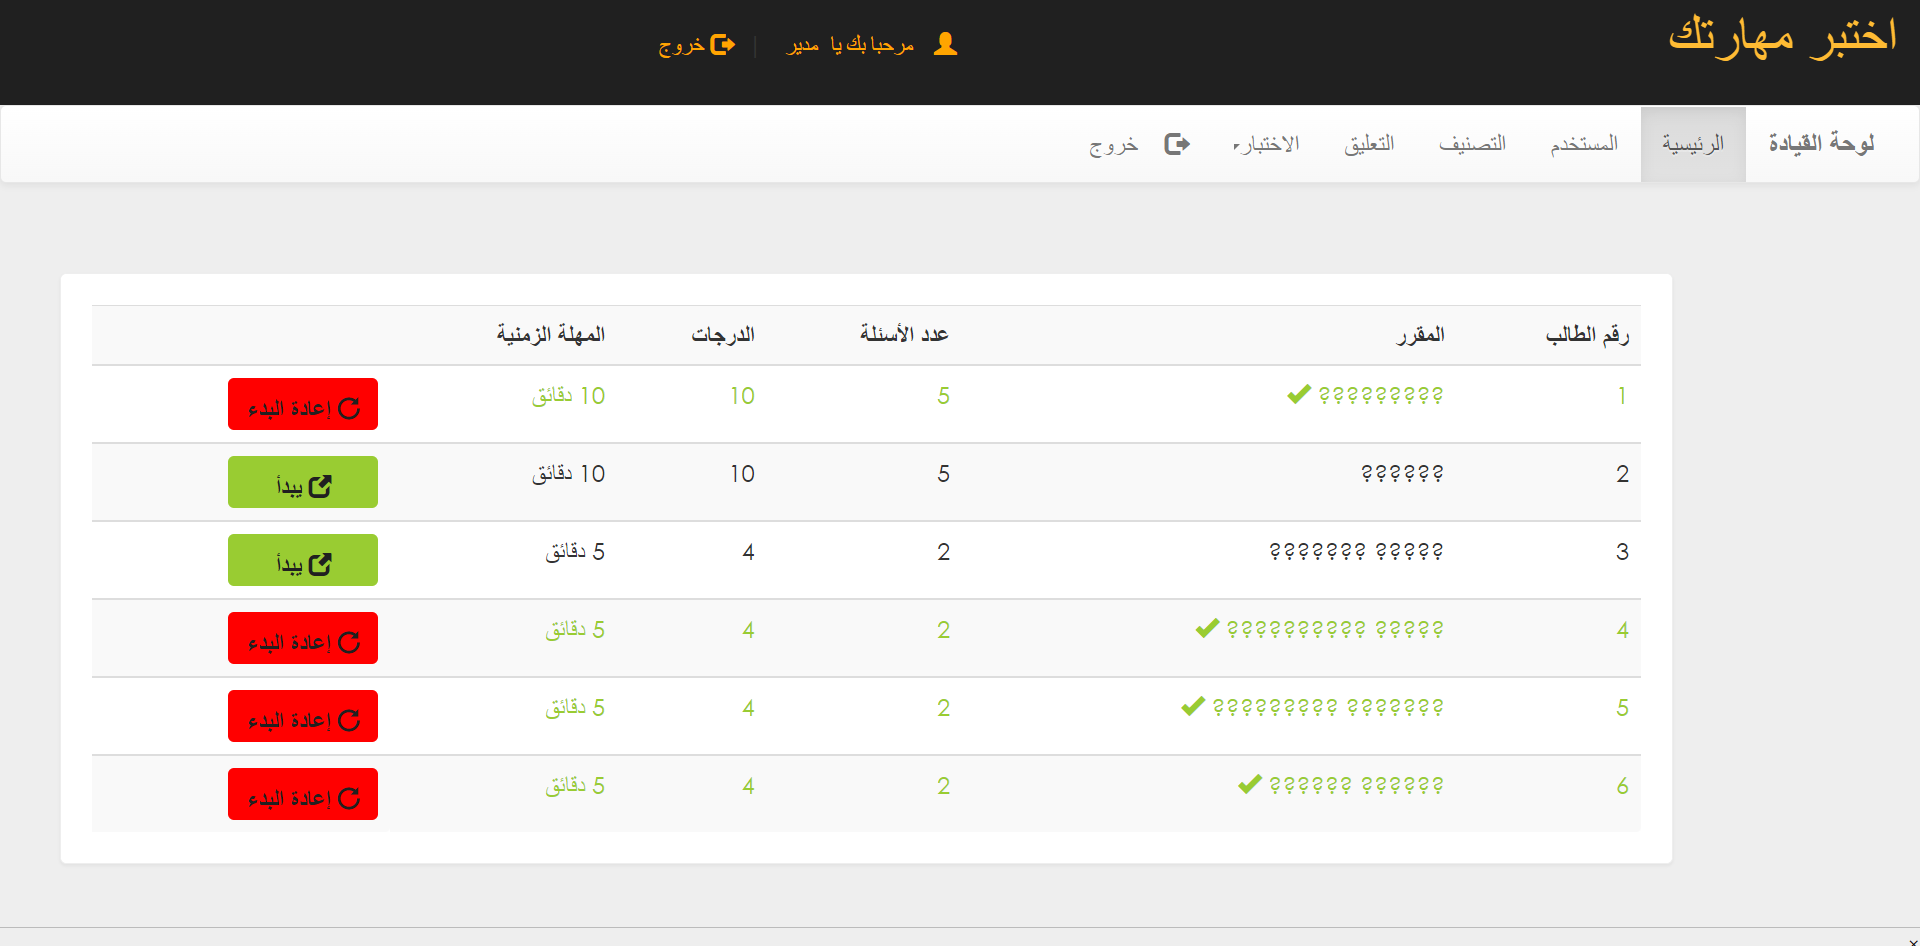 اختبر مهارتك
مرحبا بك يا مدير | خروج
لوحة القيادة الرئيسية المستخدم التصنيف التعليق الاختبار خروج
رقم الطالب المقرر عدد الأسئلة الدرجات المهلة الزمنية
1 ????????? 5 10 10 دقائق إعادة البدء
2 ?????? 5 10 10 دقائق يبدأ
3 ????? ??????? 2 4 5 دقائق يبدأ
4 ????? ?????????? 2 4 5 دقائق إعادة البدء
5 ??????? ????????? 2 4 5 دقائق إعادة البدء
6 ?????? ?????? 2 4 5 دقائق إعادة البدء